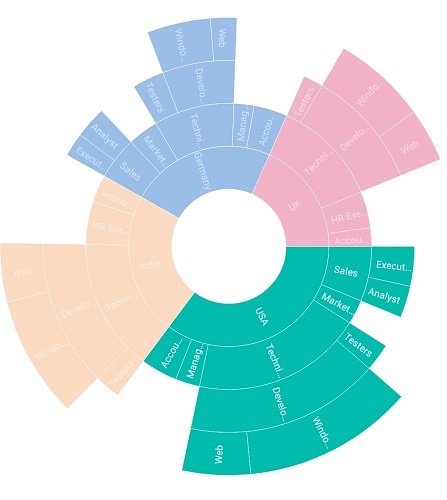 Germany
Sales
Execut...
Analyst
Market...
Techni...
Testers
Develo...
Windo...
Web
Manag...
Accou...
UK
Techni...
Testers
Develo...
Windo...
Web
HR Exe...
Accou...
USA
Sales
Execut...
Analyst
Market...
Techni...
Testers
Develo...
Windo...
Web
Manag...
Accou...
India
Techni...
Testers
Develo...
Windo...
Web
HR Exe...
Accou...